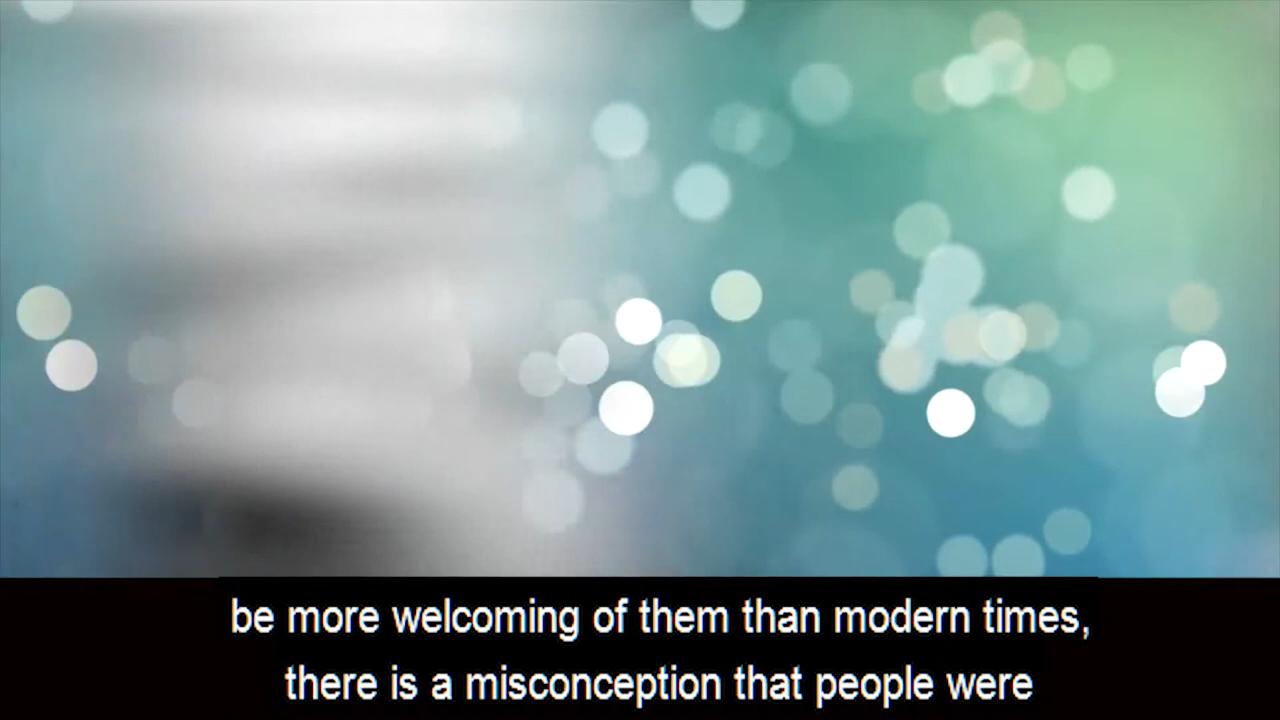 be more welcoming of them than modern times,
there is a misconception that people were